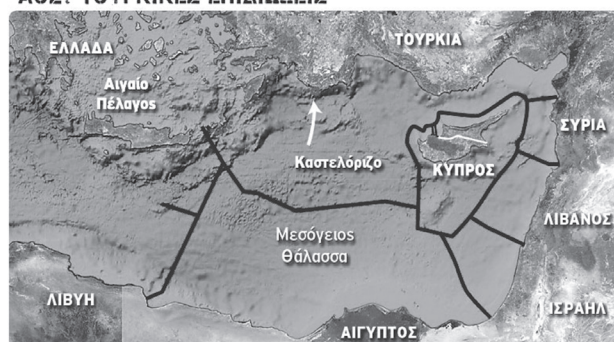 ΕΛΛΑΔΑ
ΤΟΥΡΚΙΑ
Αιγαίο
Πέλαγος
ΣΥΡΙΑ
Καστελόριζο
ΚΥΠΡΟΣ
ΛΙΒΑΝΟΣ
Μεσόγειος
Θάλασσα
ΛΙΒΥΗ
ΙΣΡΑΗΛ
ΑΙΓΥΠΤΟΣ